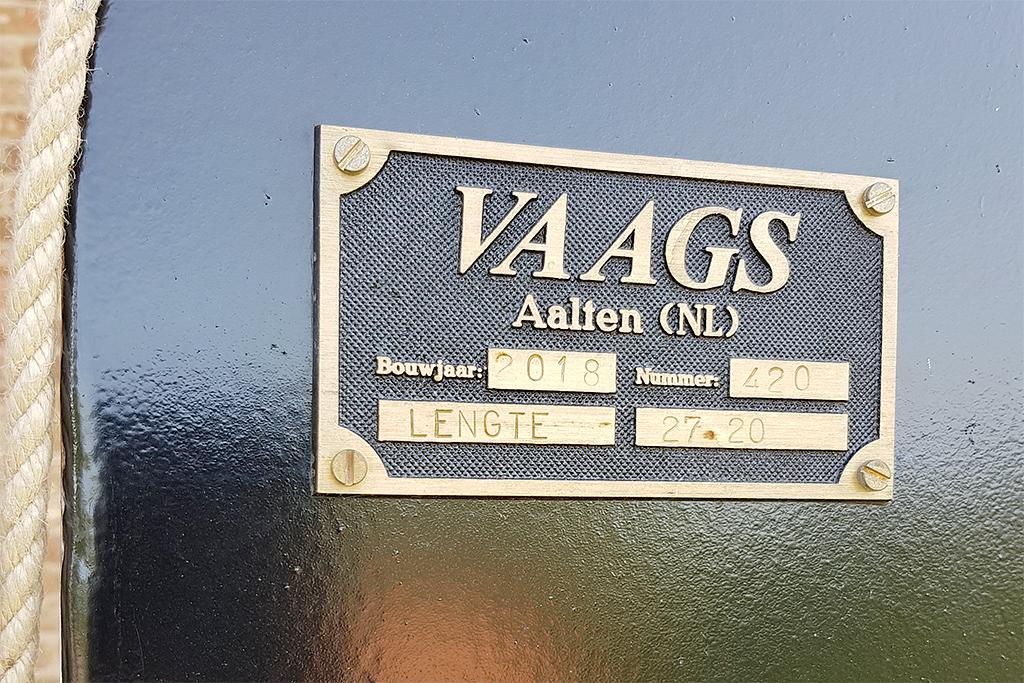 VAAGS
Aalten (NL)
Bouwjaar: 2018 Nummer: 420
LENGTE 27.20